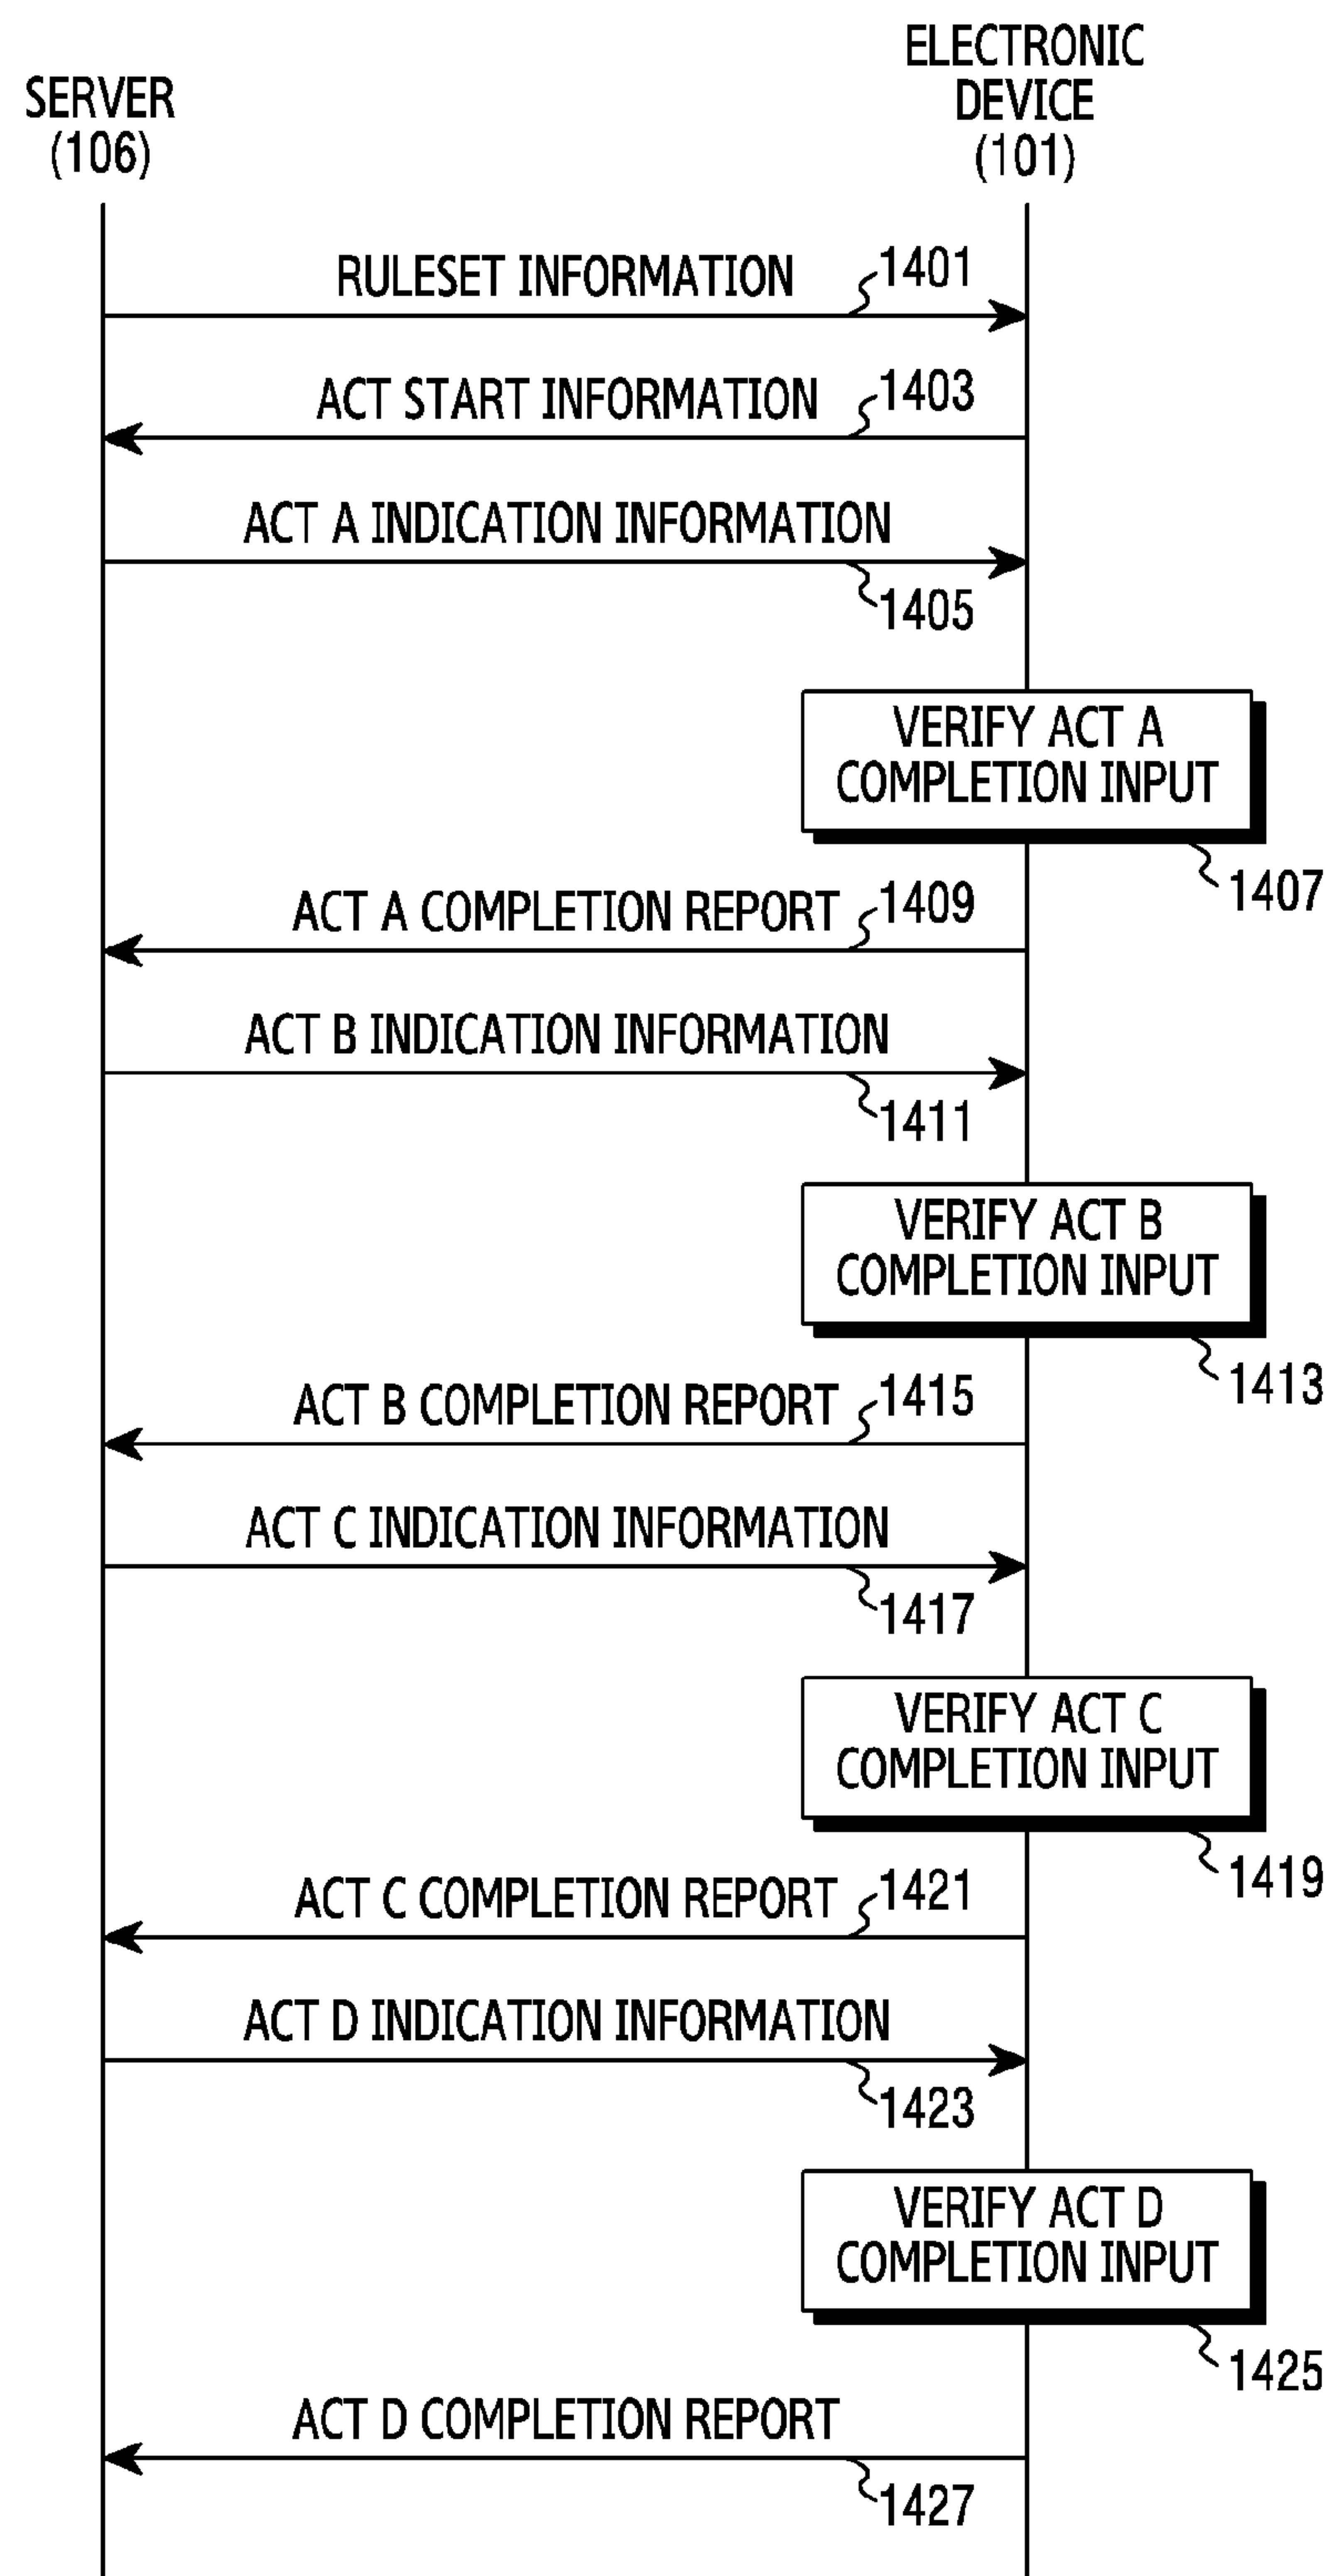 SERVER
(106)
ELECTRONIC
DEVICE
(101)
RULESET INFORMATION
1401
ACT START INFORMATION
1403
ACT A INDICATION INFORMATION
1405
VERIFY ACT A
COMPLETION INPUT
1407
ACT A COMPLETION REPORT
1409
ACT B INDICATION INFORMATION
1411
VERIFY ACT B
COMPLETION INPUT
1413
ACT B COMPLETION REPORT
1415
ACT C INDICATION INFORMATION
1417
VERIFY ACT C
COMPLETION INPUT
1419
ACT C COMPLETION REPORT
1421
ACT D INDICATION INFORMATION
1423
VERIFY ACT D
COMPLETION INPUT
1425
ACT D COMPLETION REPORT
1427